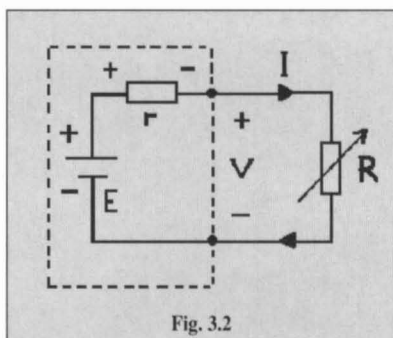 + - I
r
+ +
V R
- E -
Fig. 3.2